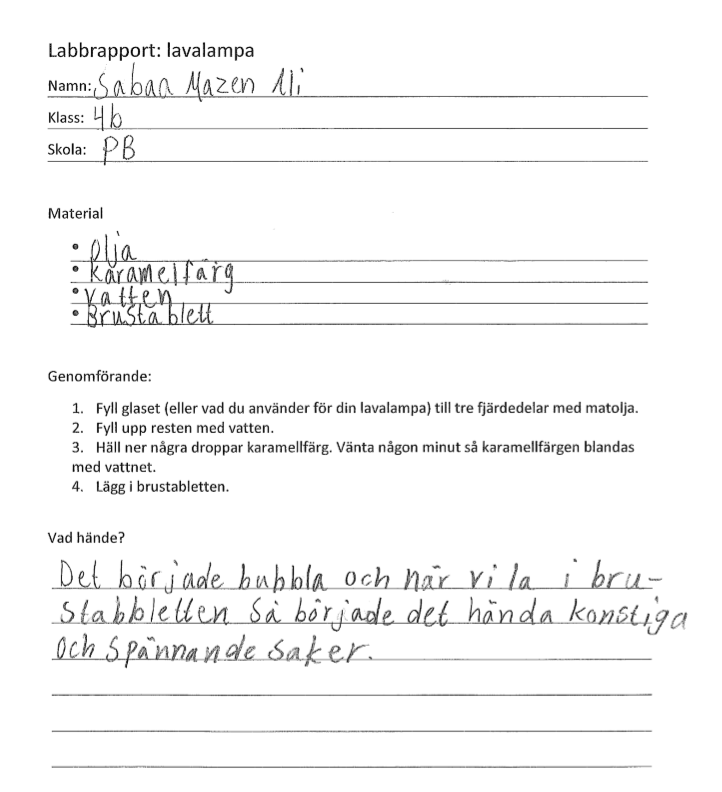 Labbrapport: lavalampa
Namn: Sabaa Mazen Ali
Klass: 4b
Skola: PB
Material
• Olja
• Karamelfärg
• Vatten
• Brustablett
Genomförande:
1. Fyll glaset (eller vad du använder för din lavalampa) till tre fjärdedelar med matolja.
2. Fyll upp resten med vatten.
3. Häll ner några droppar karamellfärg. Vänta någon minut så karamellfärgen blandas
med vattnet.
4. Lägg i brustabletten.
Vad hände?
Det började bubbla och när vi la i bru-
stabbletten så började det hända konstiga
och spännande saker.